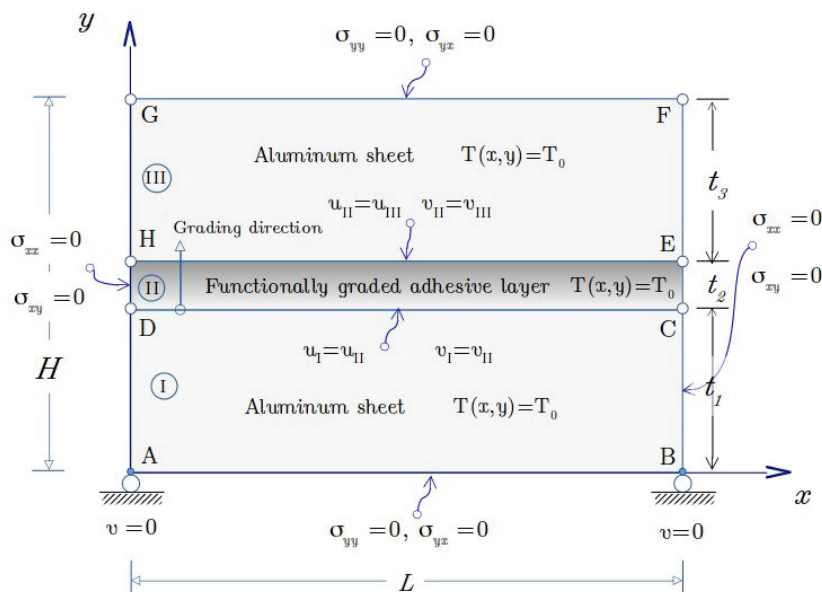 y
σyy =0, σyx =0
G
F
Aluminum sheet T(x,y)=T0
III
t3
uII=uIII vII=vIII
H
Grading direction
E
σxx =0
σxx =0
σxy =0
σxy =0
II
Functionally graded adhesive layer T(x,y)=T0
t2
D
C
uI=uII vI=vII
H
I
t1
Aluminum sheet T(x,y)=T0
A
B
x
v=0
σyy =0, σyx =0
v=0
L